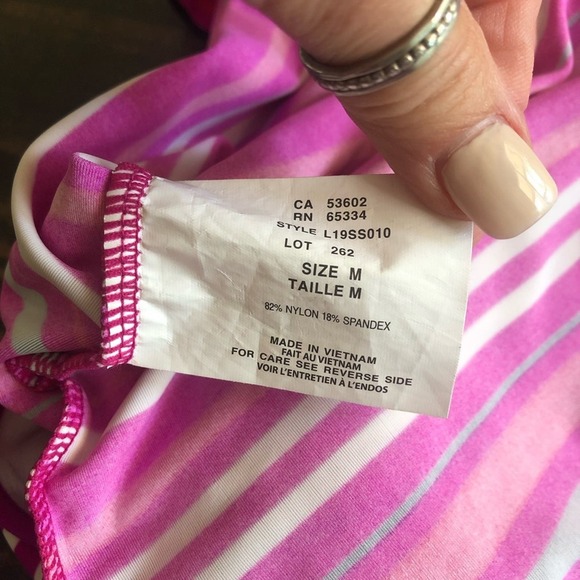 CA 53602
RN 65334
STYLE L19SS010
LOT 262
SIZE M
TAILLE M
82% NYLON 18% SPANDEX
MADE IN VIETNAM
FAIT AU VIETNAM
FOR CARE SEE REVERSE SIDE
VOIR L'ENTRETIEN À L'ENDOS